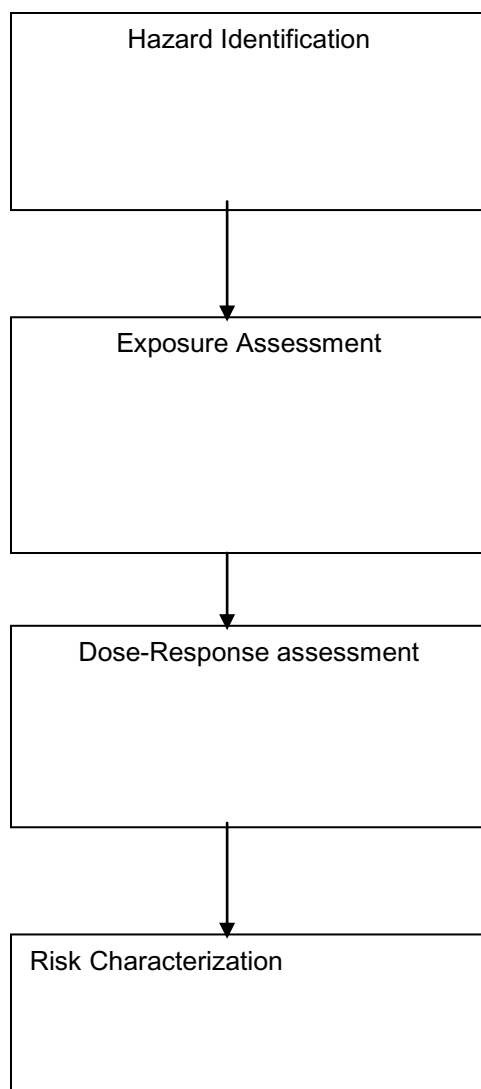 Hazard Identification
Exposure Assessment
Dose-Response assessment
Risk Characterization